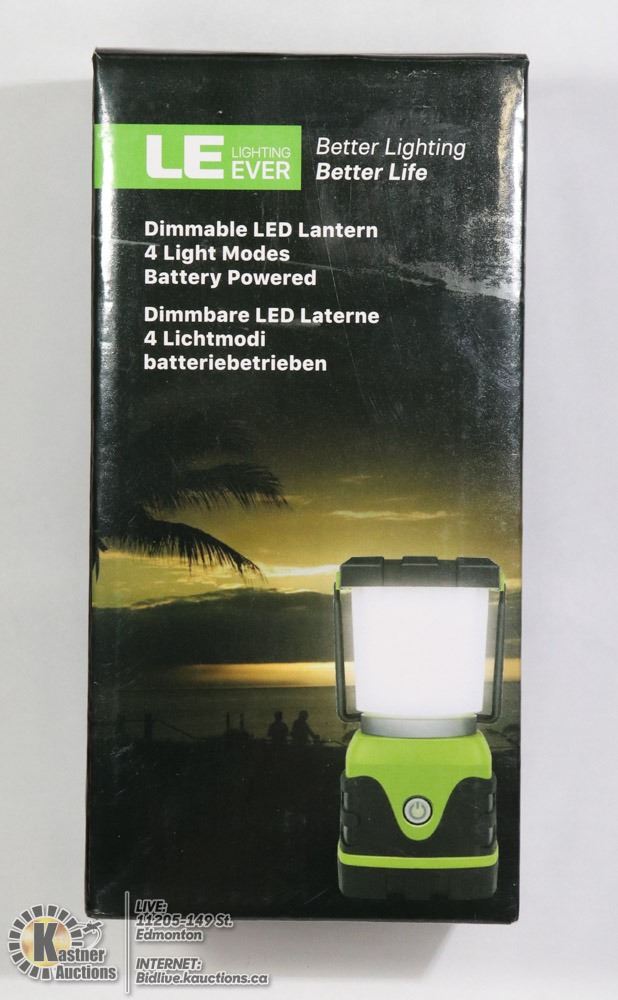 LE LIGHTING EVER
Better Lighting
Better Life
Dimmable LED Lantern
4 Light Modes
Battery Powered
Dimmbare LED Laterne
4 Lichtmodi
batteriebetrieben
Kastner
Auctions
LIVE:
11205-149 St.
Edmonton
INTERNET:
Bidlive.kauctions.ca